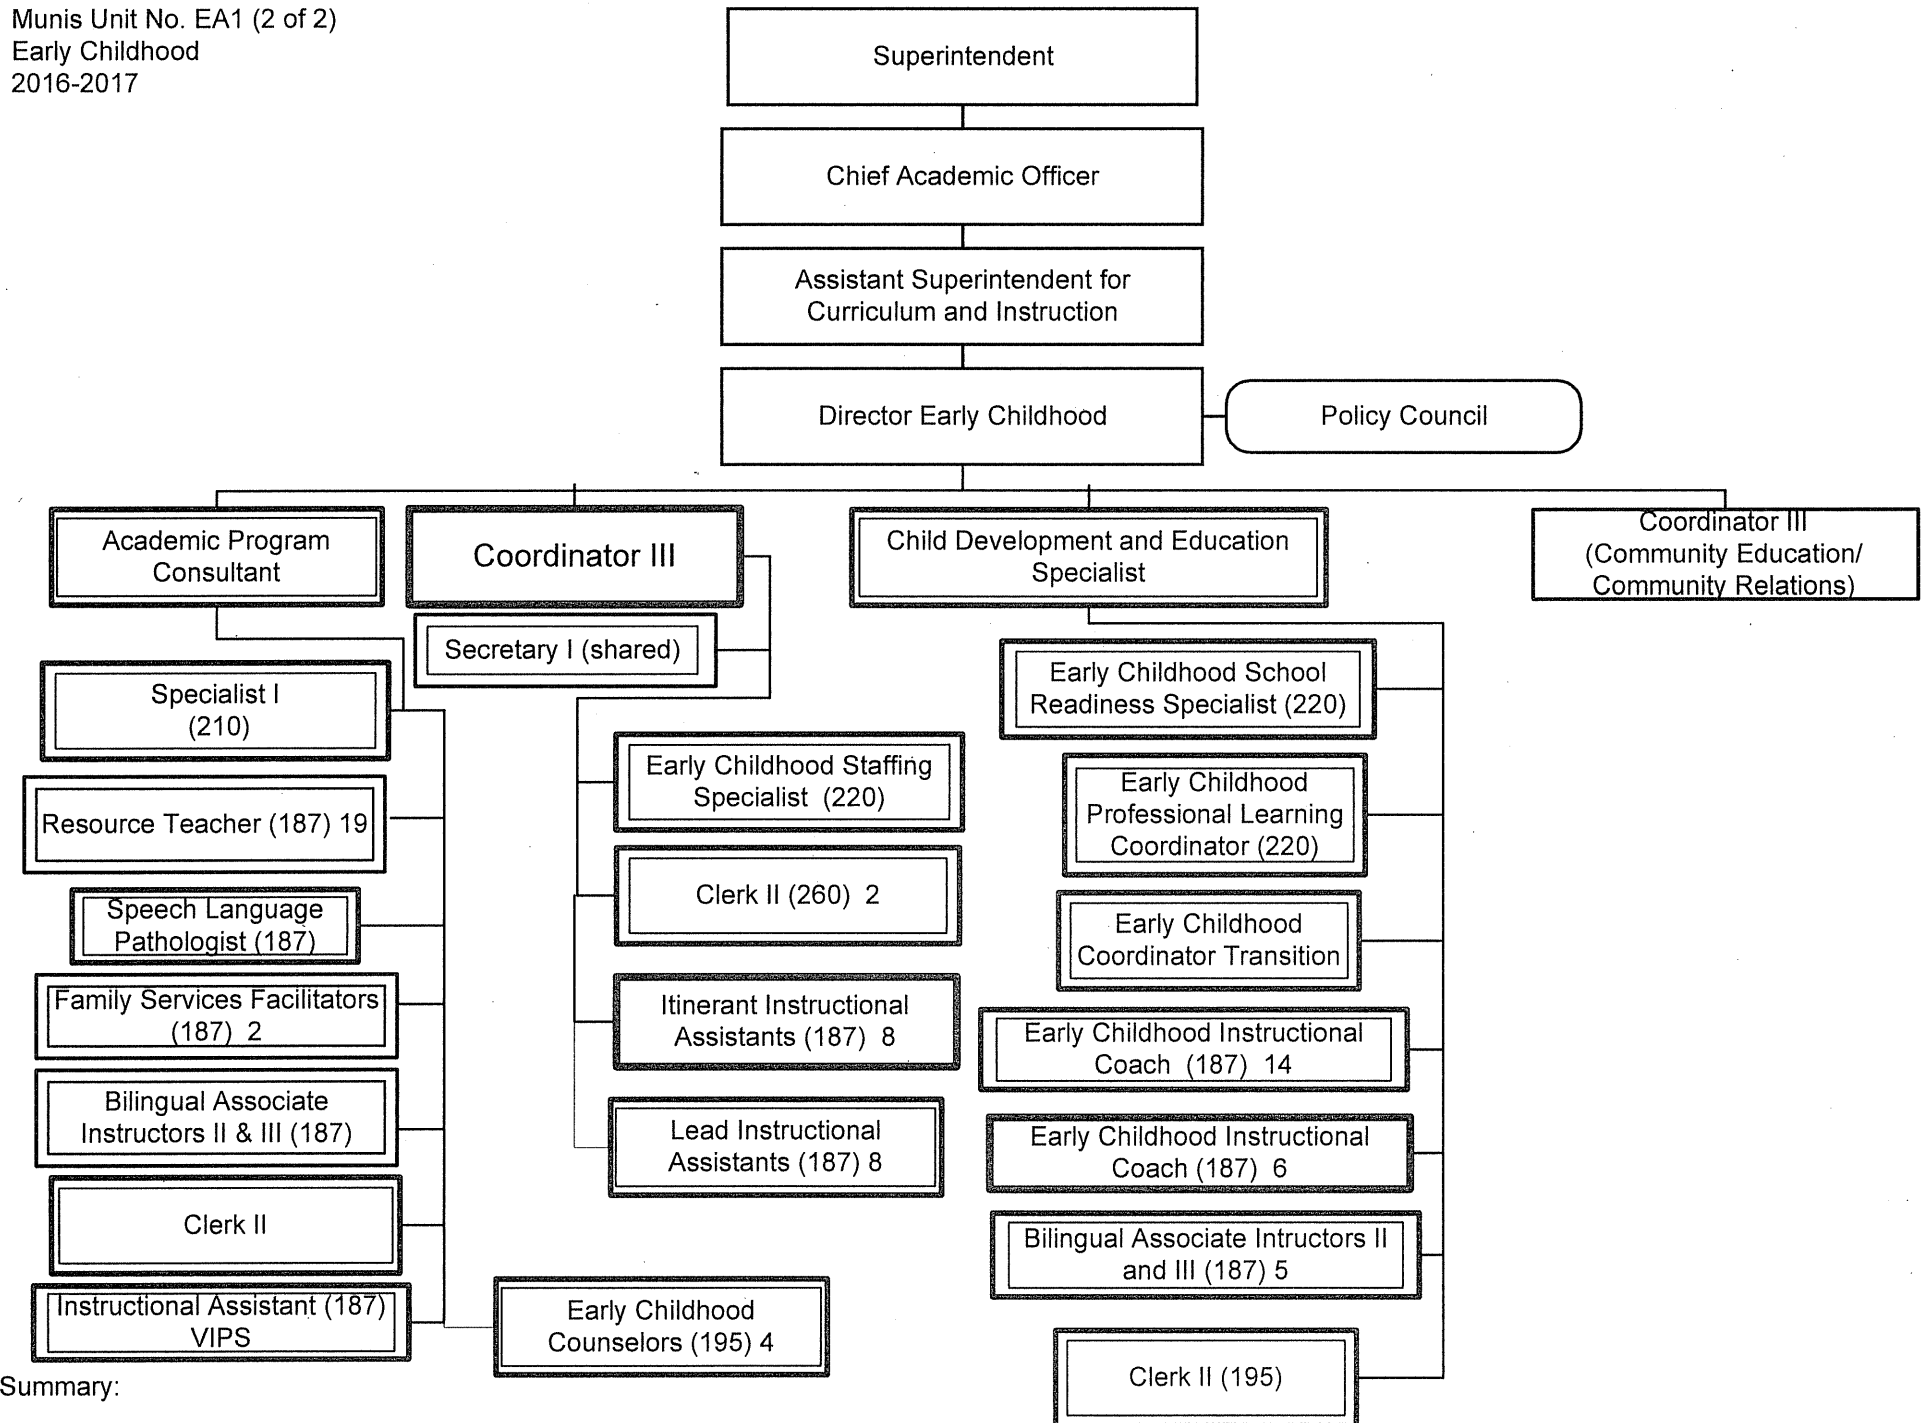 Munis Unit No. EA1 (2 of 2)
Early Childhood
2016-2017
Superintendent
Chief Academic Officer
Assistant Superintendent for
Curriculum and Instruction
Director Early Childhood
Policy Council
Academic Program
Consultant
Coordinator III
Child Development and Education
Specialist
Coordinator III
(Community Education/
Community Relations)
Secretary I (shared)
Specialist I
(210)
Resource Teacher (187) 19
Speech Language
Pathologist (187)
Family Services Facilitators
(187) 2
Bilingual Associate
Instructors II & III (187)
Clerk II
Instructional Assistant (187)
VIPS
Early Childhood Staffing
Specialist (220)
Clerk II (260) 2
Itinerant Instructional
Assistants (187) 8
Lead Instructional
Assistants (187) 8
Early Childhood
Counselors (195) 4
Early Childhood School
Readiness Specialist (220)
Early Childhood
Professional Learning
Coordinator (220)
Early Childhood
Coordinator Transition
Early Childhood Instructional
Coach (187) 14
Early Childhood Instructional
Coach (187) 6
Bilingual Associate Intructors II
and III (187) 5
Clerk II (195)
Summary: